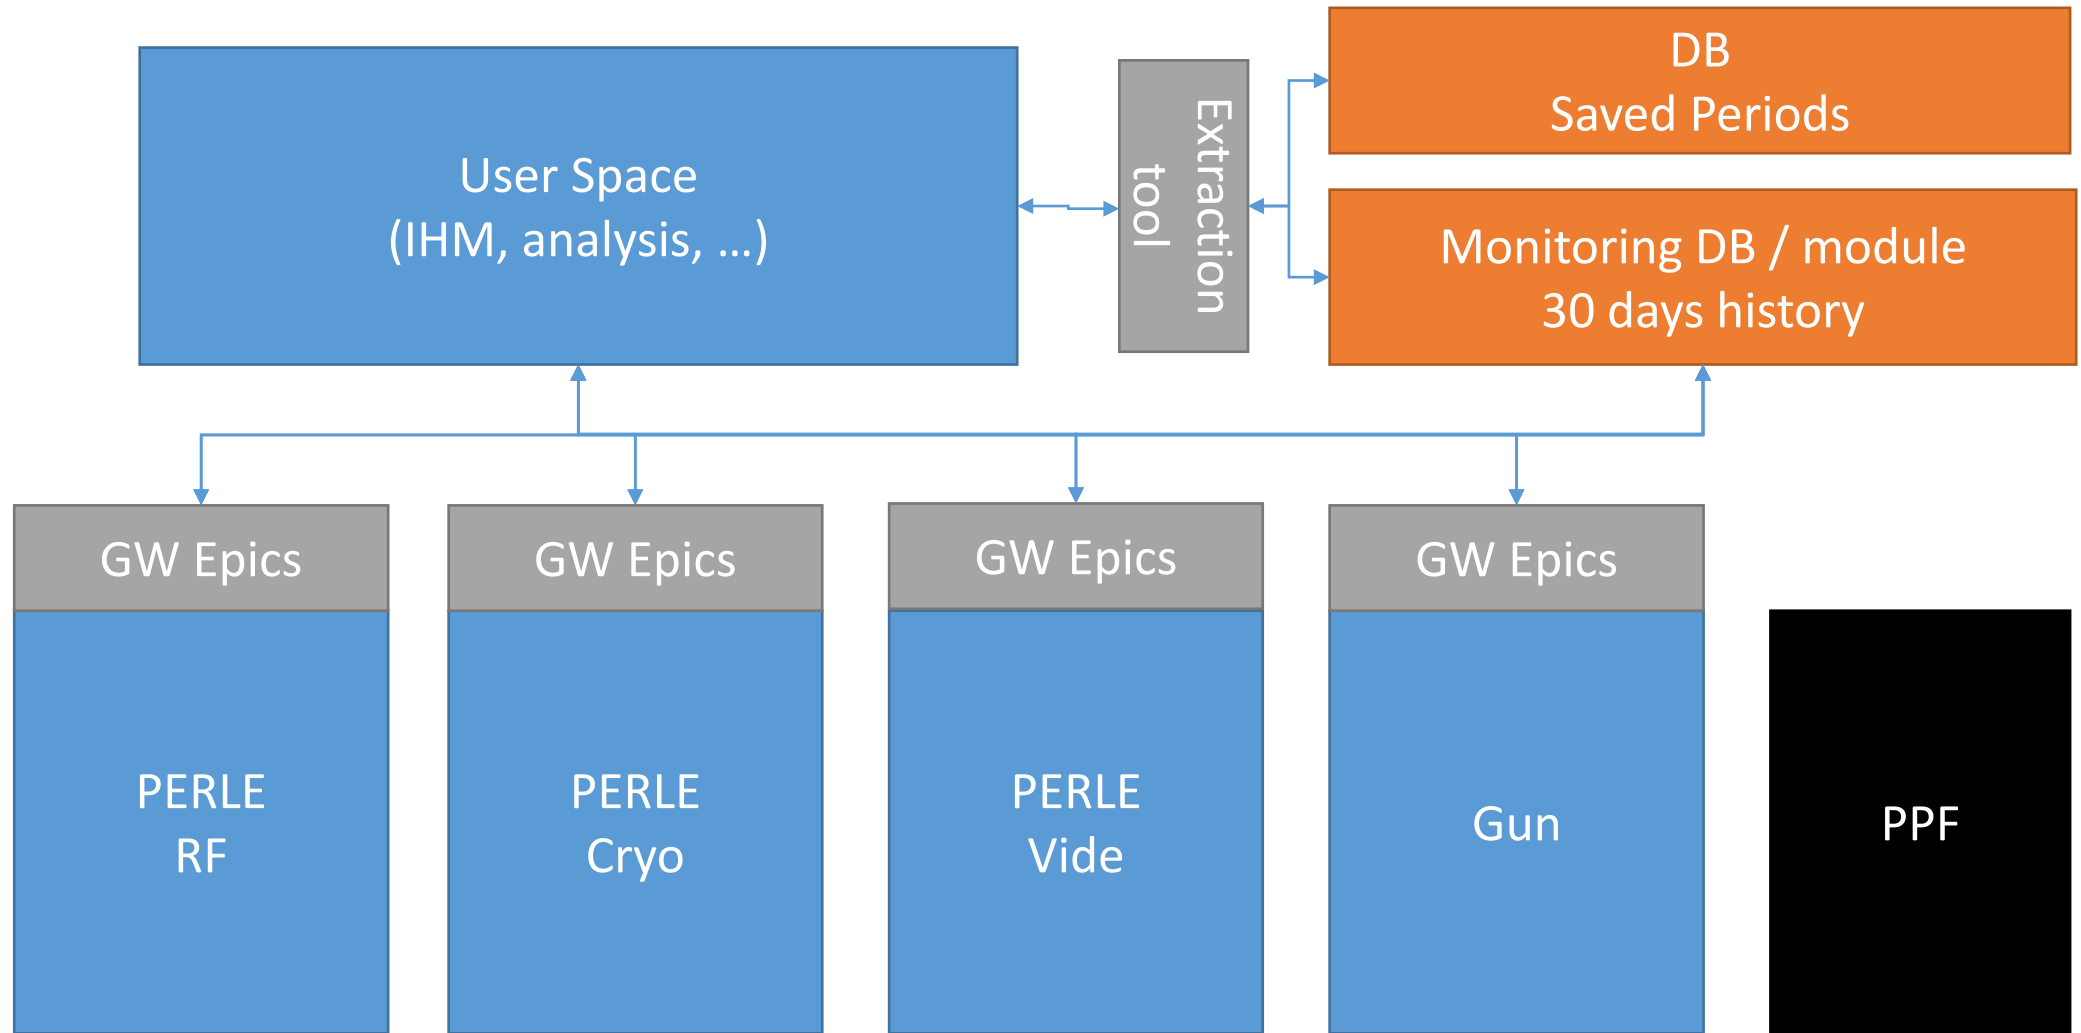 User Space
(IHM, analysis, ...)
Extraction
tool
DB
Saved Periods
Monitoring DB / module
30 days history
GW Epics
GW Epics
GW Epics
GW Epics
PERLE
RF
PERLE
Cryo
PERLE
Vide
Gun
PPF